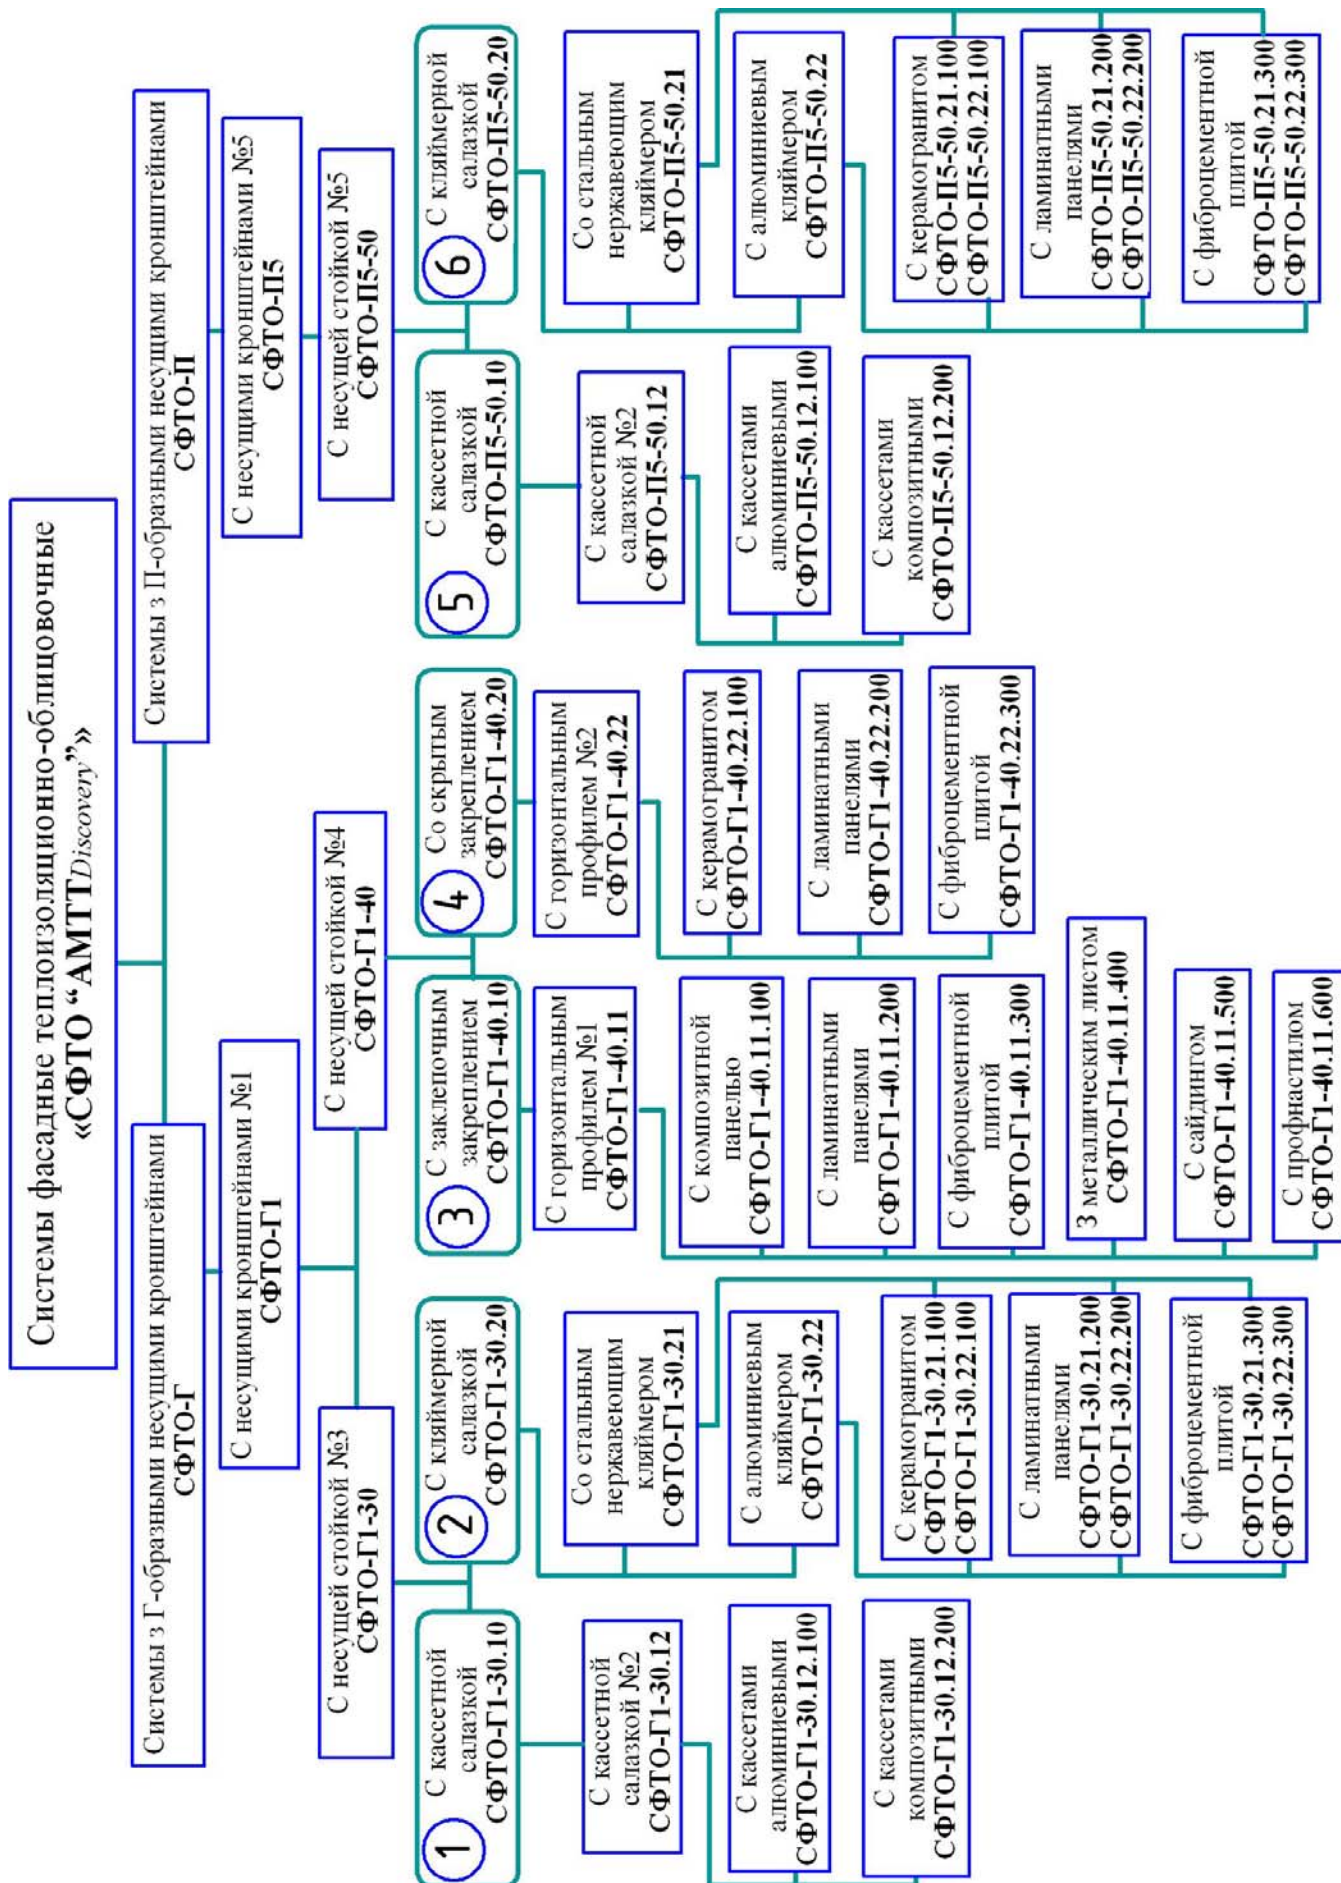 Системы фасадные теплоизоляционно-облицовочные
«СФТО “АМТТDiscovery”»
Системы з Г-образными несущими кронштейнами
СФТО-Г
С несущими кронштейнами №1
СФТО-Г1
С несущей стойкой №3
СФТО-Г1-30
1
С кассетной
салазкой
СФТО-Г1-30.10
С кассетной
салазкой №2
СФТО-Г1-30.12
С кассетами
алюминиевыми
СФТО-Г1-30.12.100
С кассетами
композитными
СФТО-Г1-30.12.200
2
С кляймерной
салазкой
СФТО-Г1-30.20
Со стальным
нержавеющим
кляймером
СФТО-Г1-30.21
С алюминиевым
кляймером
СФТО-Г1-30.22
С керамогранитом
СФТО-Г1-30.21.100
СФТО-Г1-30.22.100
С ламинатными
панелями
СФТО-Г1-30.21.200
СФТО-Г1-30.22.200
С фиброцементной
плитой
СФТО-Г1-30.21.300
СФТО-Г1-30.22.300
С несущей стойкой №4
СФТО-Г1-40
3
С заклепочным
закреплением
СФТО-Г1-40.10
С горизонтальным
профилем №1
СФТО-Г1-40.11
С композитной
панелью
СФТО-Г1-40.11.100
С ламинатными
панелями
СФТО-Г1-40.11.200
С фиброцементной
плитой
СФТО-Г1-40.11.300
З металлическим листом
СФТО-Г1-40.11.400
С сайдингом
СФТО-Г1-40.11.500
С профнастилом
СФТО-Г1-40.11.600
4
Со скрытым
закреплением
СФТО-Г1-40.20
С горизонтальным
профилем №2
СФТО-Г1-40.22
С керамогранитом
СФТО-Г1-40.22.100
С ламинатными
панелями
СФТО-Г1-40.22.200
С фиброцементной
плитой
СФТО-Г1-40.22.300
Системы з П-образными несущими кронштейнами
СФТО-П
С несущими кронштейнами №5
СФТО-П5
С несущей стойкой №5
СФТО-П5-50
5
С кассетной
салазкой
СФТО-П5-50.10
С кассетной
салазкой №2
СФТО-П5-50.12
С кассетами
алюминиевыми
СФТО-П5-50.12.100
С кассетами
композитными
СФТО-П5-50.12.200
6
С кляймерной
салазкой
СФТО-П5-50.20
Со стальным
нержавеющим
кляймером
СФТО-П5-50.21
С алюминиевым
кляймером
СФТО-П5-50.22
С керамогранитом
СФТО-П5-50.21.100
СФТО-П5-50.22.100
С ламинатными
панелями
СФТО-П5-50.21.200
СФТО-П5-50.22.200
С фиброцементной
плитой
СФТО-П5-50.21.300
СФТО-П5-50.22.300